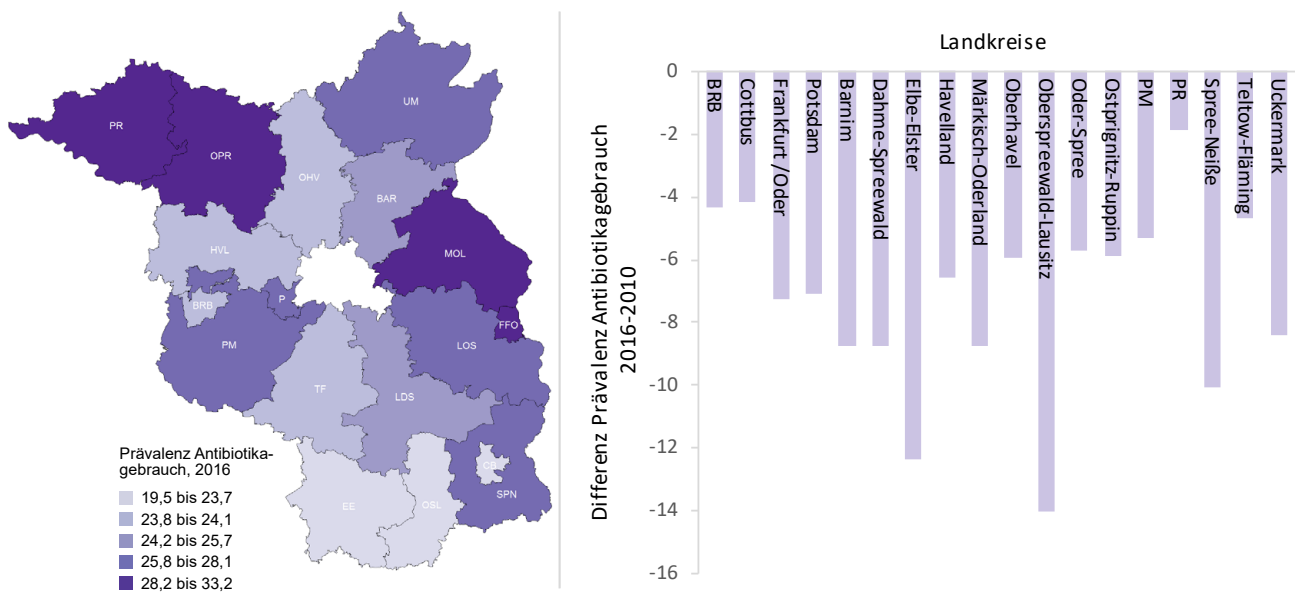 PR
OPR
UM
OHV
BAR
HVL
MOL
BRB
P
FFO
PM
LOS
TF
LDS
CB
SPN
EE
OSL
Prävalenz Antibiotika-
gebrauch, 2016
19,5 bis 23,7
23,8 bis 24,1
24,2 bis 25,7
25,8 bis 28,1
28,2 bis 33,2
Landkreise
Differenz Prävalenz Antibiotikagebrauch
2016-2010
0
-2
-4
-6
-8
-10
-12
-14
-16
BRB
Cottbus
Frankfurt /Oder
Potsdam
Barnim
Dahme-Spreewald
Elbe-Elster
Havelland
Märkisch-Oderland
Oberhavel
Oberspreewald-Lausitz
Oder-Spree
Ostprignitz-Ruppin
PM
PR
Spree-Neiße
Teltow-Fläming
Uckermark